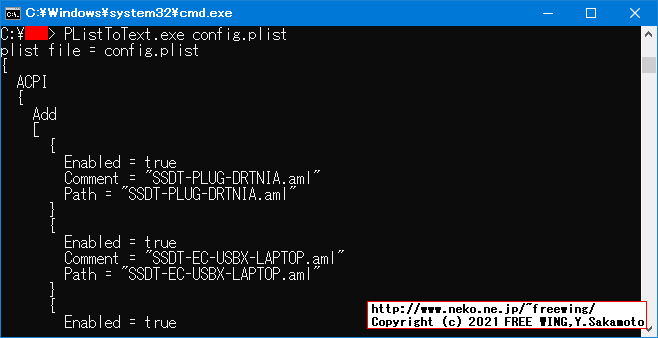 C:¥Windows¥system32¥cmd.exe
C:¥ > PListToText.exe config.plist
plist file = config.plist
{
  ACPI
  {
    Add
    [
      {
        Enabled = true
        Comment = "SSDT-PLUG-DRTNIA.aml"
        Path = "SSDT-PLUG-DRTNIA.aml"
      }
      {
        Enabled = true
        Comment = "SSDT-EC-USBX-LAPTOP.aml"
        Path = "SSDT-EC-USBX-LAPTOP.aml"
      }
      {
        Enabled = true
http://www.neko.ne.jp/~freewing/
Copyright (c) 2021 FREE WING,Y.Sakamoto